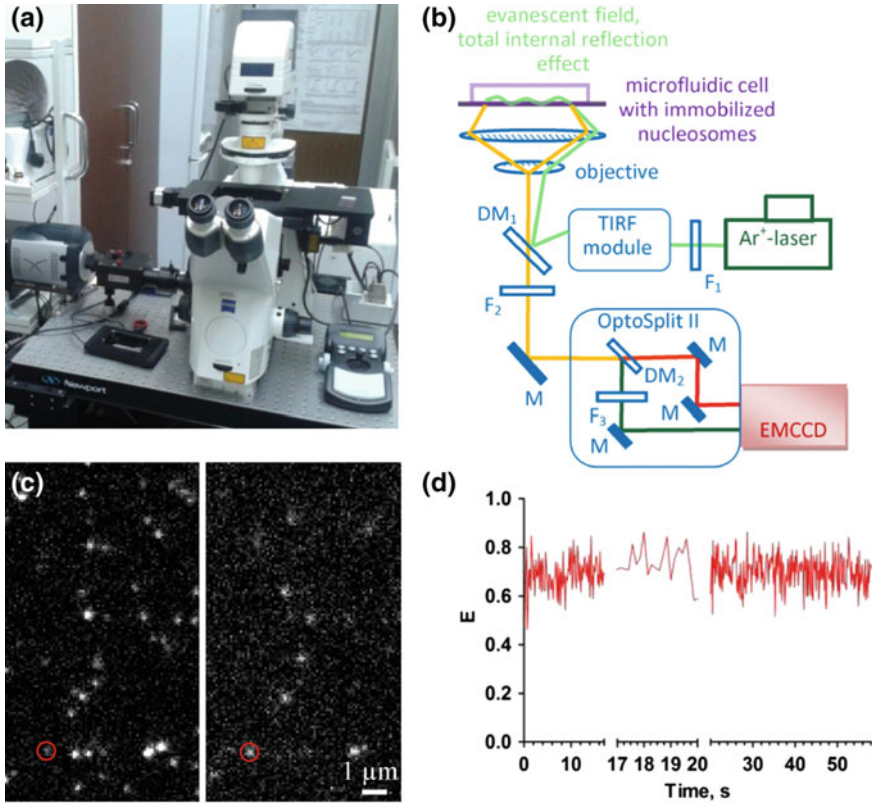 (a)
Newport
(b)
evanescent field,
total internal reflection
effect
microfluidic cell
with immobilized
nucleosomes
objective
DM₁
TIRF
module
Ar⁺-laser
F₁
F₂
OptoSplit II
M
DM₂
M
F₃
M
M
EMCCD
(c)
1 µm
(d)
1.0
0.8
0.6
0.4
0.2
0.0
E
0 10 17 18 19 20 30 40 50
Time, s